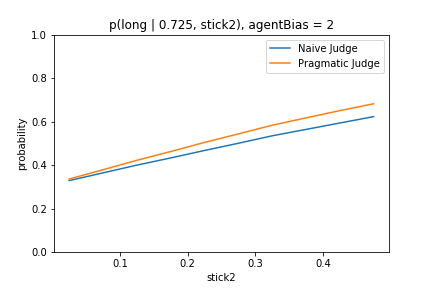 p(long | 0.725, stick2), agentBias = 2
Naive Judge
Pragmatic Judge
probability
1.0
0.8
0.6
0.4
0.2
0.0
0.1 0.2 0.3 0.4
stick2